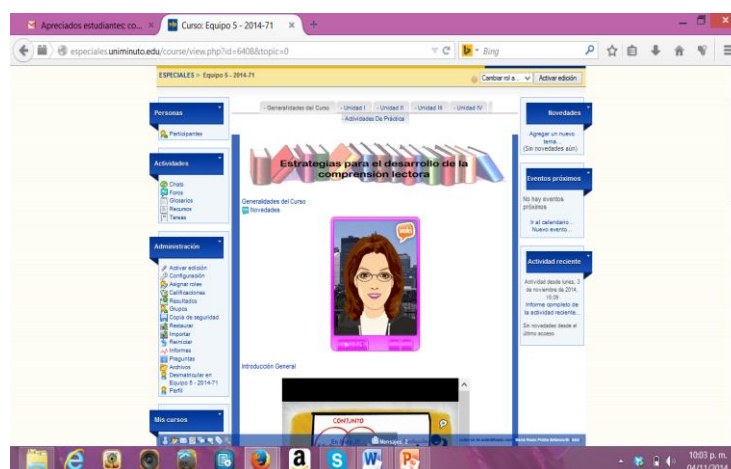 Apreciados estudiantes: co... ×
Curso: Equipo 5 - 2014-71 ×
especiales.uniminuto.edu/course/view.php?id=6408&topic=0
Bing
ESPECIALES ► Equipo 5 - 2014-71
Cambiar rol a...
Activar edición
Personas
Participantes
Actividades
Chats
Foros
Glosarios
Recursos
Tareas
Administración
Activar edición
Configuración
Asignar roles
Calificaciones
Resultados
Grupos
Copia de seguridad
Restaurar
Importar
Reiniciar
Informes
Preguntas
Archivos
Desmatricular en
Equipo 5 - 2014-71
Perfil
Mis cursos
- Generalidades del Curso
- Unidad I
- Unidad II
- Unidad III
- Unidad IV
- Actividades De Práctica
Estrategias para el desarrollo de la
comprensión lectora
Generalidades del Curso
Novedades
voki
Introducción General
CONJUNTO
Mensajes
Novedades
Agregar un nuevo
tema...
(Sin novedades aún)
Eventos próximos
No hay eventos
próximos
Ir al calendario...
Nuevo evento...
Actividad reciente
Actividad desde lunes, 3
de noviembre de 2014,
Informe completo de
la actividad reciente...
Sin novedades desde el
último acceso
10:03 p. m.
04/11/2014